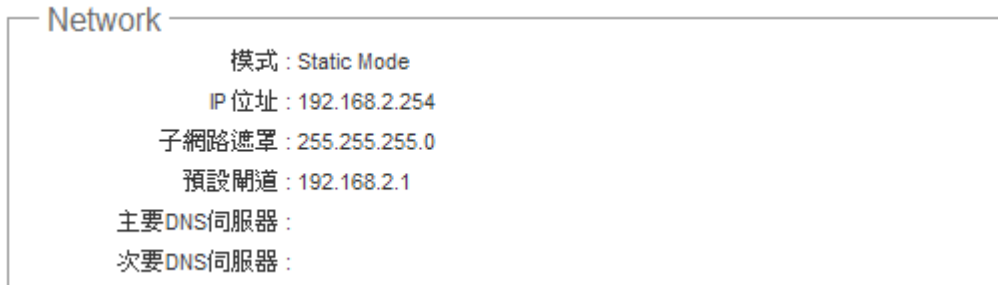 Network
模式 : Static Mode
IP 位址 : 192.168.2.254
子網路遮罩 : 255.255.255.0
預設閘道 : 192.168.2.1
主要DNS伺服器 :
次要DNS伺服器 :